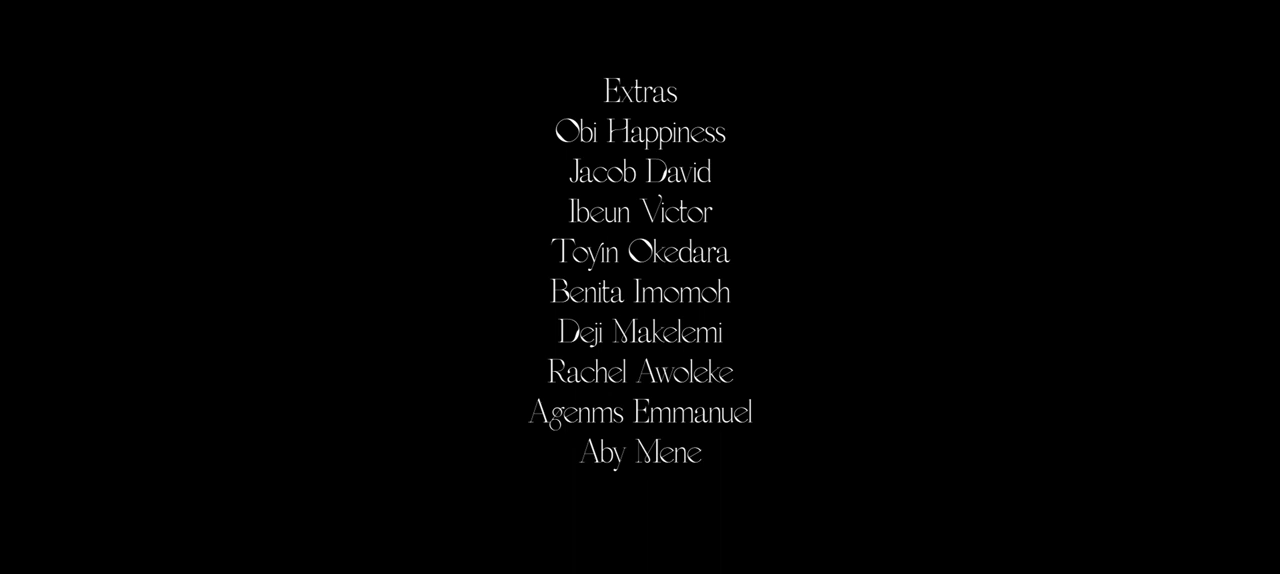 Extras
Obi Happiness
Jacob David
Ibeun Victor
Toyin Okedara
Benita Imomoh
Deji Makelemi
Rachel Awoleke
Agenms Emmanuel
Aby Mene